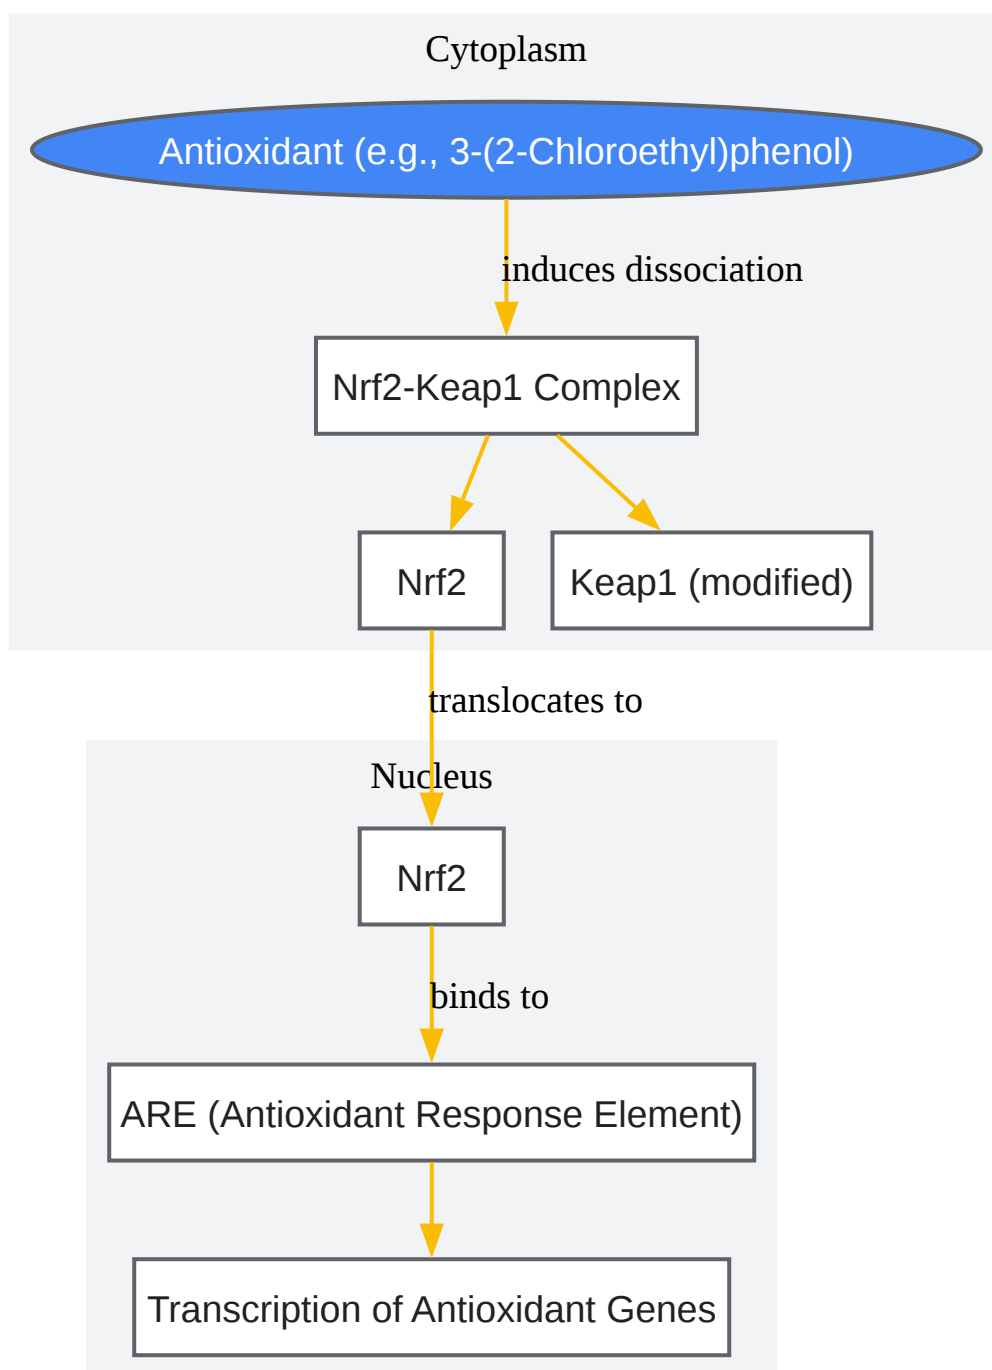 Cytoplasm
Antioxidant (e.g., 3-(2-Chloroethyl)phenol)
induces dissociation
Nrf2-Keap1 Complex
Nrf2
Keap1 (modified)
translocates to
Nucleus
Nrf2
binds to
ARE (Antioxidant Response Element)
Transcription of Antioxidant Genes